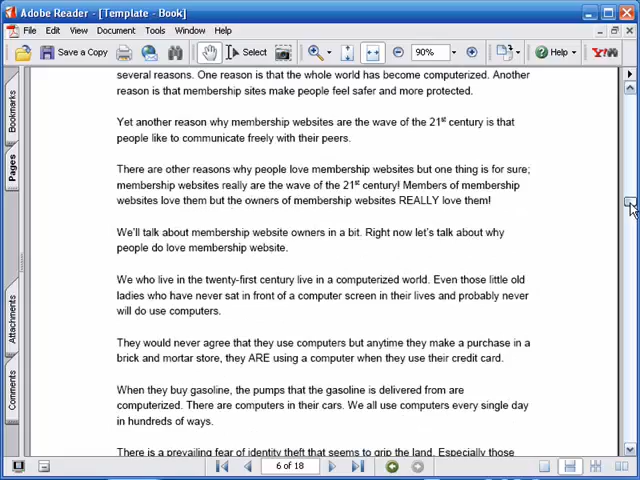 Adobe Reader - [Template - Book]
File Edit View Document Tools Window Help
Save a Copy Select 90% Help Y!
Bookmarks
Pages
Attachments
Comments
several reasons. One reason is that the whole world has become computerized. Another
reason is that membership sites make people feel safer and more protected.
Yet another reason why membership websites are the wave of the 21st century is that
people like to communicate freely with their peers.
There are other reasons why people love membership websites but one thing is for sure;
membership websites really are the wave of the 21st century! Members of membership
websites love them but the owners of membership websites REALLY love them!
We'll talk about membership website owners in a bit. Right now let's talk about why
people do love membership website.
We who live in the twenty-first century live in a computerized world. Even those little old
ladies who have never sat in front of a computer screen in their lives and probably never
will do use computers.
They would never agree that they use computers but anytime they make a purchase in a
brick and mortar store, they ARE using a computer when they use their credit card.
When they buy gasoline, the pumps that the gasoline is delivered from are
computerized. There are computers in their cars. We all use computers every single day
in hundreds of ways.
There is a prevailing fear of identity theft that seems to grip the land. Especially those
6 of 18